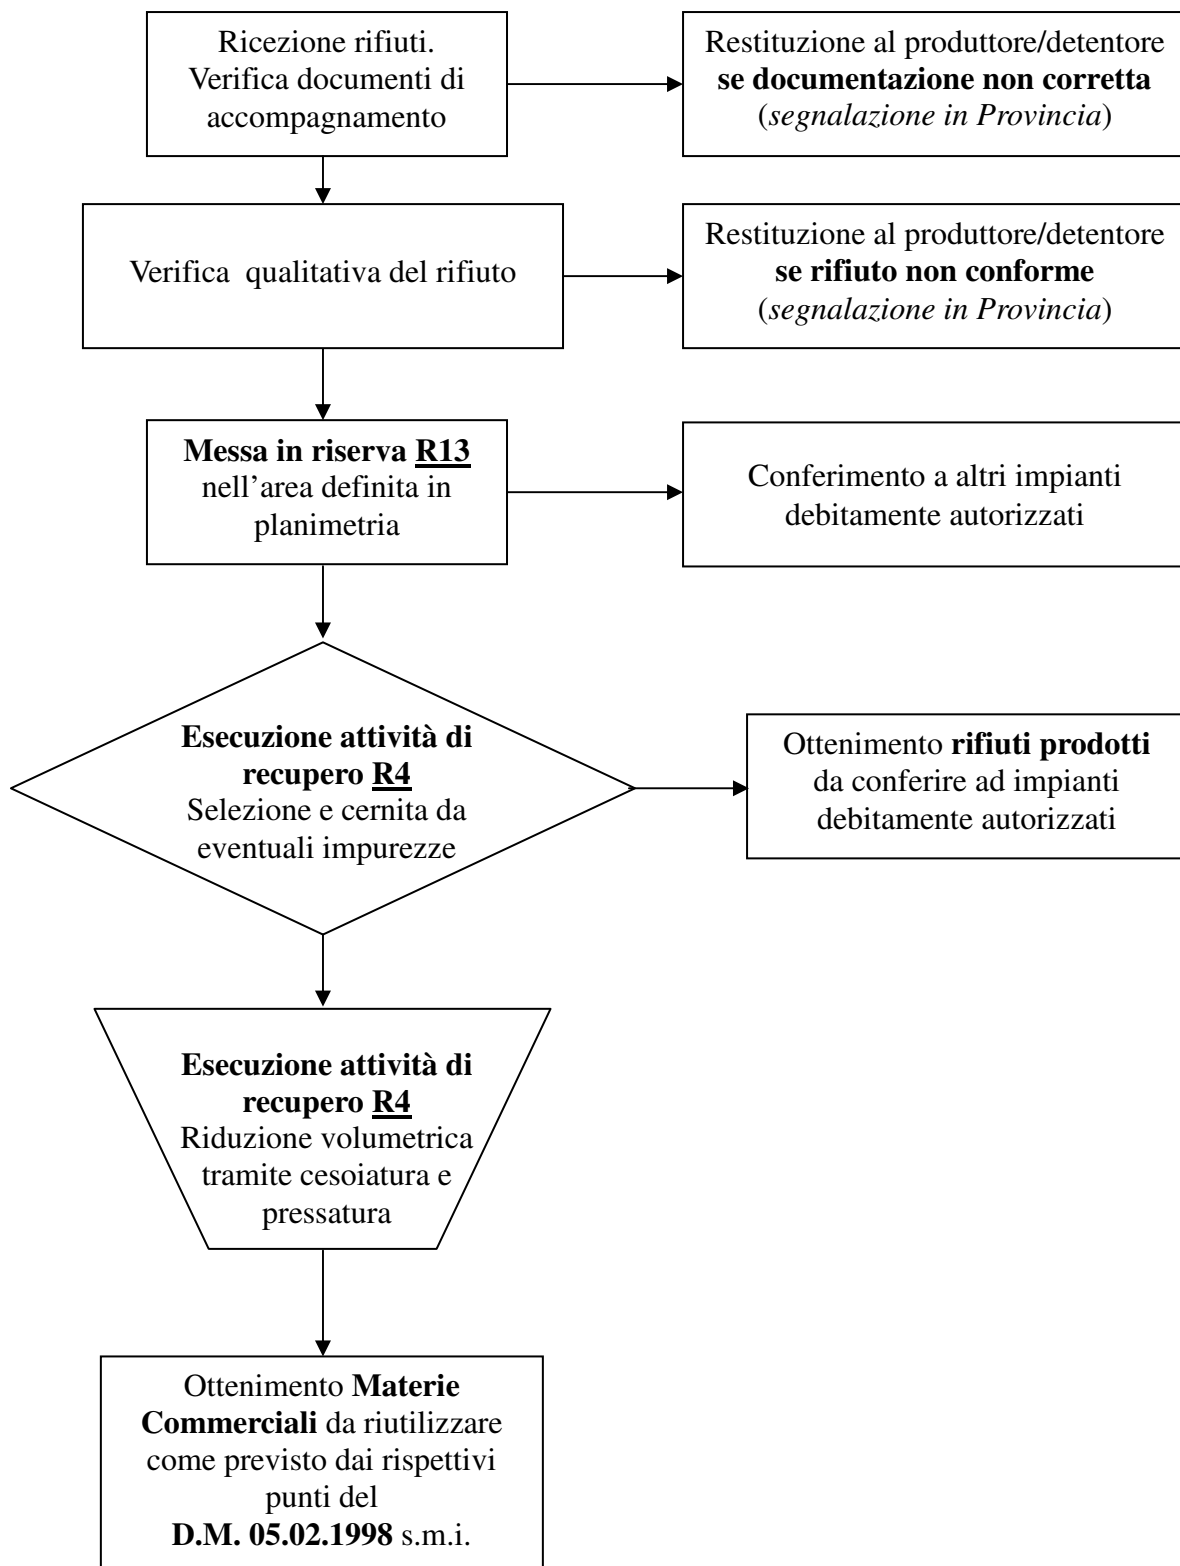 Ricezione rifiuti.
Verifica documenti di
accompagnamento
Restituzione al produttore/detentore
se documentazione non corretta
(segnalazione in Provincia)
Verifica  qualitativa del rifiuto
Restituzione al produttore/detentore
se rifiuto non conforme
(segnalazione in Provincia)
Messa in riserva R13
nell’area definita in
planimetria
Conferimento a altri impianti
debitamente autorizzati
Esecuzione attività di
recupero R4
Selezione e cernita da
eventuali impurezze
Ottenimento rifiuti prodotti
da conferire ad impianti
debitamente autorizzati
Esecuzione attività di
recupero R4
Riduzione volumetrica
tramite cesoiatura e
pressatura
Ottenimento Materie
Commerciali da riutilizzare
come previsto dai rispettivi
punti del
D.M. 05.02.1998 s.m.i.